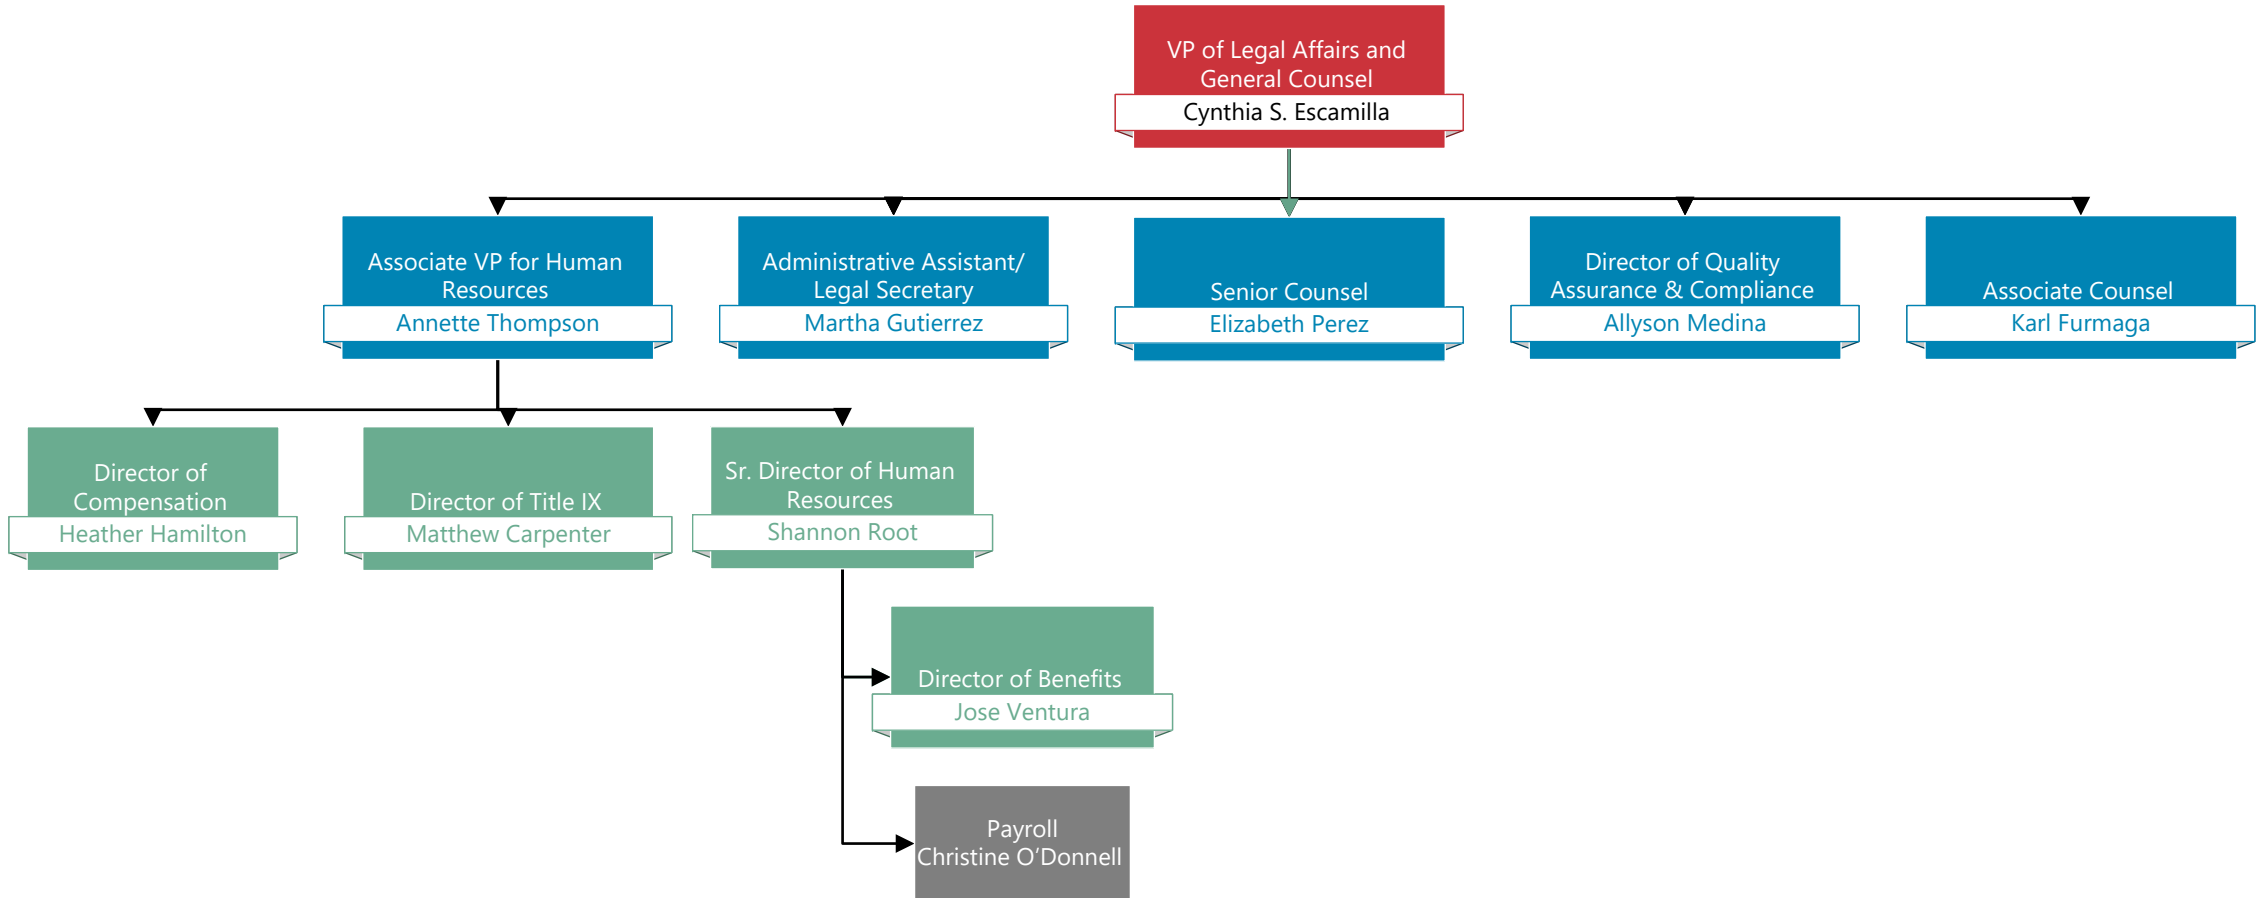 VP of Legal Affairs and
General Counsel
Cynthia S. Escamilla
Associate VP for Human
Resources
Annette Thompson
Administrative Assistant/
Legal Secretary
Martha Gutierrez
Senior Counsel
Elizabeth Perez
Director of Quality
Assurance & Compliance
Allyson Medina
Associate Counsel
Karl Furmaga
Director of
Compensation
Heather Hamilton
Director of Title IX
Matthew Carpenter
Sr. Director of Human
Resources
Shannon Root
Director of Benefits
Jose Ventura
Payroll
Christine O'Donnell